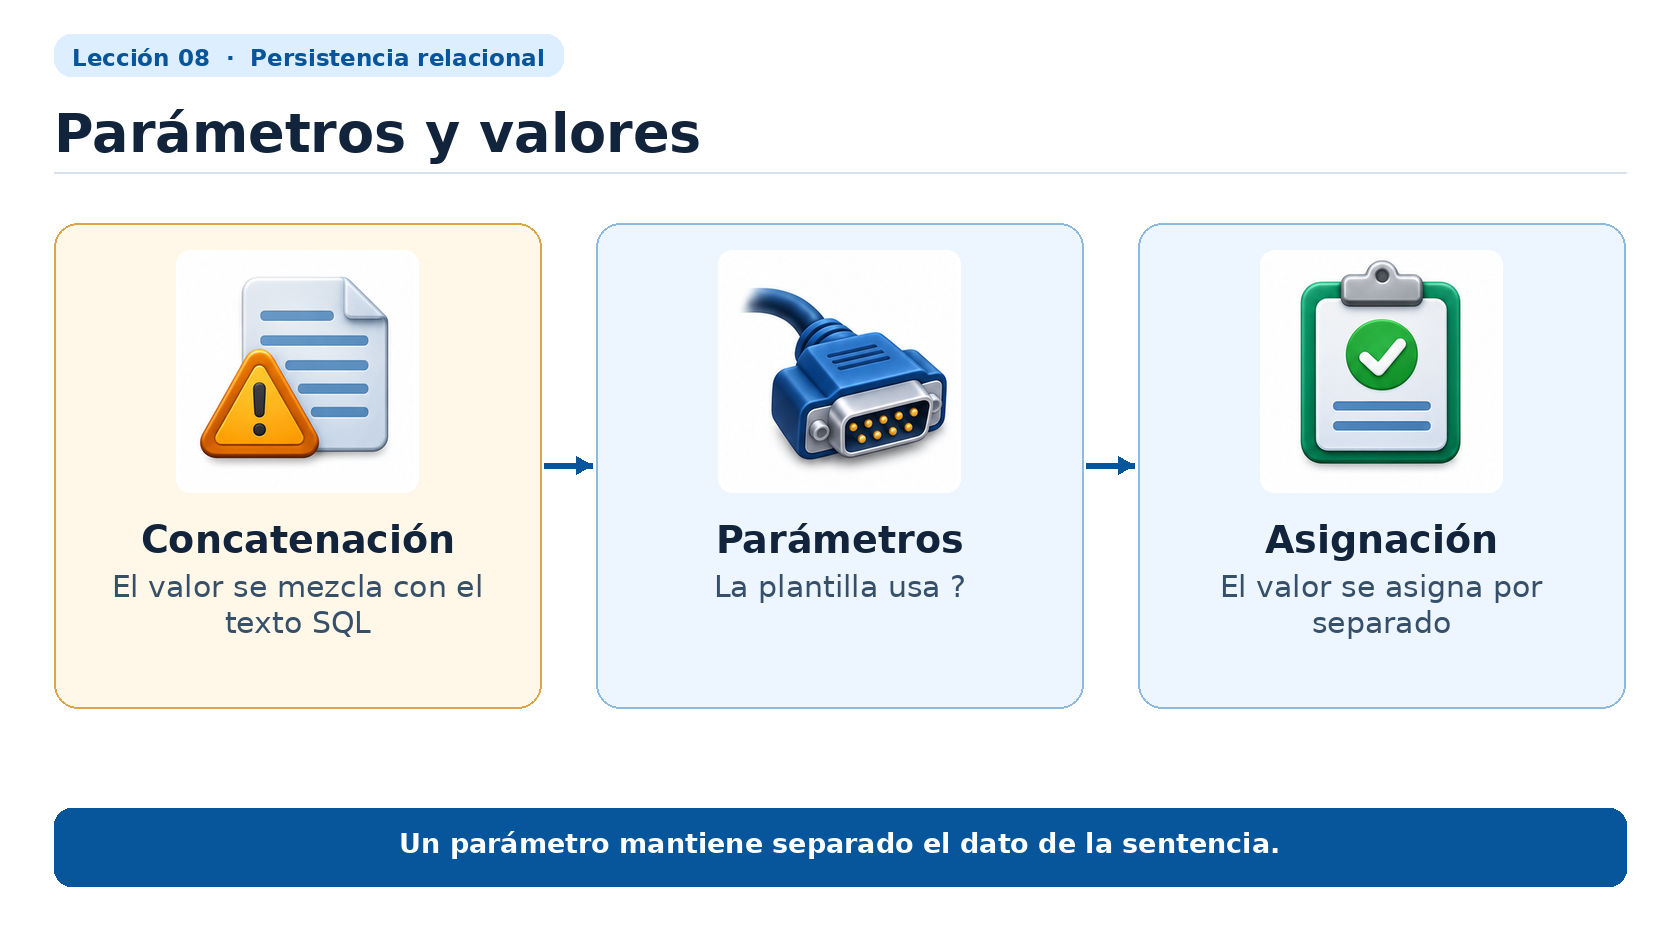 Lección 08 · Persistencia relacional
Parámetros y valores
Concatenación
El valor se mezcla con el
texto SQL
Parámetros
La plantilla usa ?
Asignación
El valor se asigna por
separado
Un parámetro mantiene separado el dato de la sentencia.